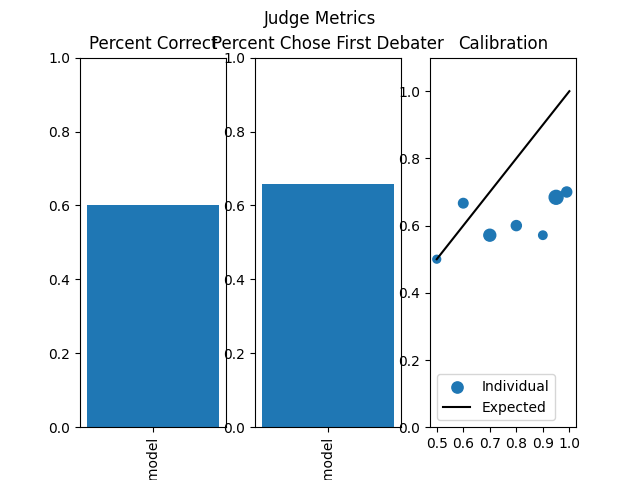 Judge Metrics
Percent Correct
Percent Chose First Debater
Calibration
1.0
0.8
0.6
0.4
0.2
0.0
model
1.0
0.8
0.6
0.4
0.2
0.0
model
1.0
0.8
0.6
0.4
0.2
0.0
Individual
Expected
0.5 0.6 0.7 0.8 0.9 1.0